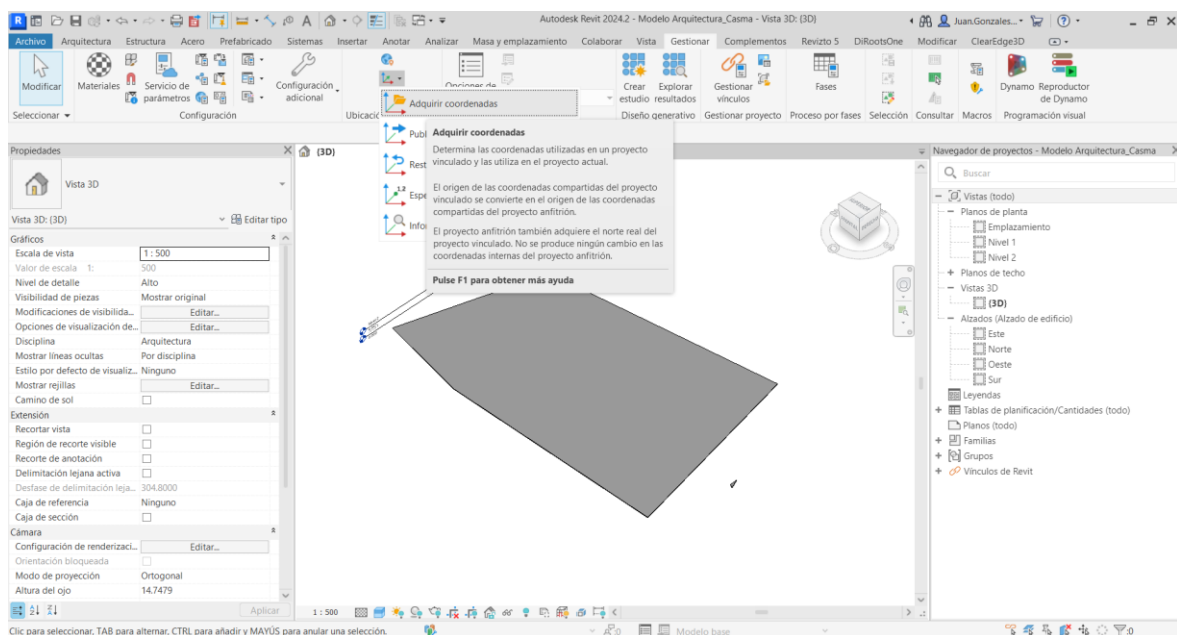 Autodesk Revit 2024.2 - Modelo Arquitectura_Casma - Vista 3D: {3D}
Juan.Gonzales...
Archivo Arquitectura Estructura Acero Prefabricado Sistemas Insertar Anotar Analizar Masa y emplazamiento Colaborar Vista Gestionar Complementos Revizto 5 DiRootsOne Modificar ClearEdge3D
Modificar
Materiales
Servicio de
parámetros
Configuración
adicional
Crear
estudio
Explorar
resultados
Gestionar
vínculos
Fases
Dynamo
Reproductor
de Dynamo
Seleccionar
Configuración
Diseño generativo
Gestionar proyecto
Proceso por fases
Selección
Consultar
Macros
Programación visual
Adquirir coordenadas
Adquirir coordenadas
Determina las coordenadas utilizadas en un proyecto
vinculado y las utiliza en el proyecto actual.
El origen de las coordenadas compartidas del proyecto
vinculado se convierte en el origen de las coordenadas
compartidas del proyecto anfitrión.
El proyecto anfitrión también adquiere el norte real del
proyecto vinculado. No se produce ningún cambio en las
coordenadas internas del proyecto anfitrión.
Pulse F1 para obtener más ayuda
Propiedades
Vista 3D
Vista 3D: {3D}
Editar tipo
Gráficos
Escala de vista 1 : 500
Valor de escala 1: 500
Nivel de detalle Alto
Visibilidad de piezas Mostrar original
Modificaciones de visibilida... Editar...
Opciones de visualización de... Editar...
Disciplina Arquitectura
Mostrar líneas ocultas Por disciplina
Estilo por defecto de visualiz... Ninguno
Mostrar rejillas Editar...
Camino de sol
Extensión
Recortar vista
Región de recorte visible
Recorte de anotación
Delimitación lejana activa
Desfase de delimitación leja... 304.8000
Caja de referencia Ninguno
Caja de sección
Cámara
Configuración de renderizaci... Editar...
Orientación bloqueada
Modo de proyección Ortogonal
Altura del ojo 14.7479
Aplicar
{3D}
1 : 500
Navegador de proyectos - Modelo Arquitectura_Casma
Buscar
Vistas (todo)
Planos de planta
Emplazamiento
Nivel 1
Nivel 2
Planos de techo
Vistas 3D
{3D}
Alzados (Alzado de edificio)
Este
Norte
Oeste
Sur
Leyendas
Tablas de planificación/Cantidades (todo)
Planos (todo)
Familias
Grupos
Vínculos de Revit
Clic para seleccionar, TAB para alternar, CTRL para añadir y MAYÚS para anular una selección.
:0
Modelo base
:0